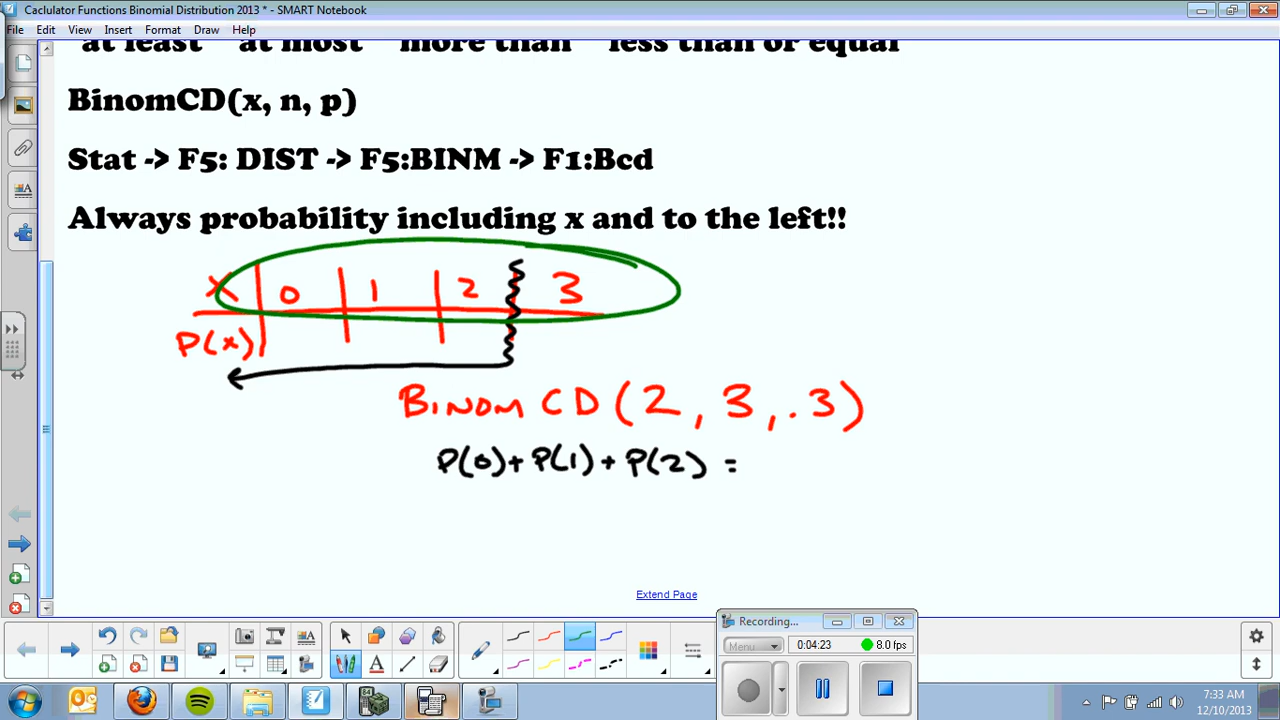 Caclulator Functions Binomial Distribution 2013 * - SMART Notebook
File Edit View Insert Format Draw Help
"at least" "at most" "more than" "less than or equal"
BinomCD(x, n, p)
Stat -> F5: DIST -> F5:BINM -> F1:Bcd
Always probability including x and to the left!!
X 0 1 2 3
P(x)
Binom CD (2, 3, .3)
P(0)+P(1)+P(2) =
Extend Page
Recording...
Menu 0:04:23 8.0 fps
7:33 AM
12/10/2013